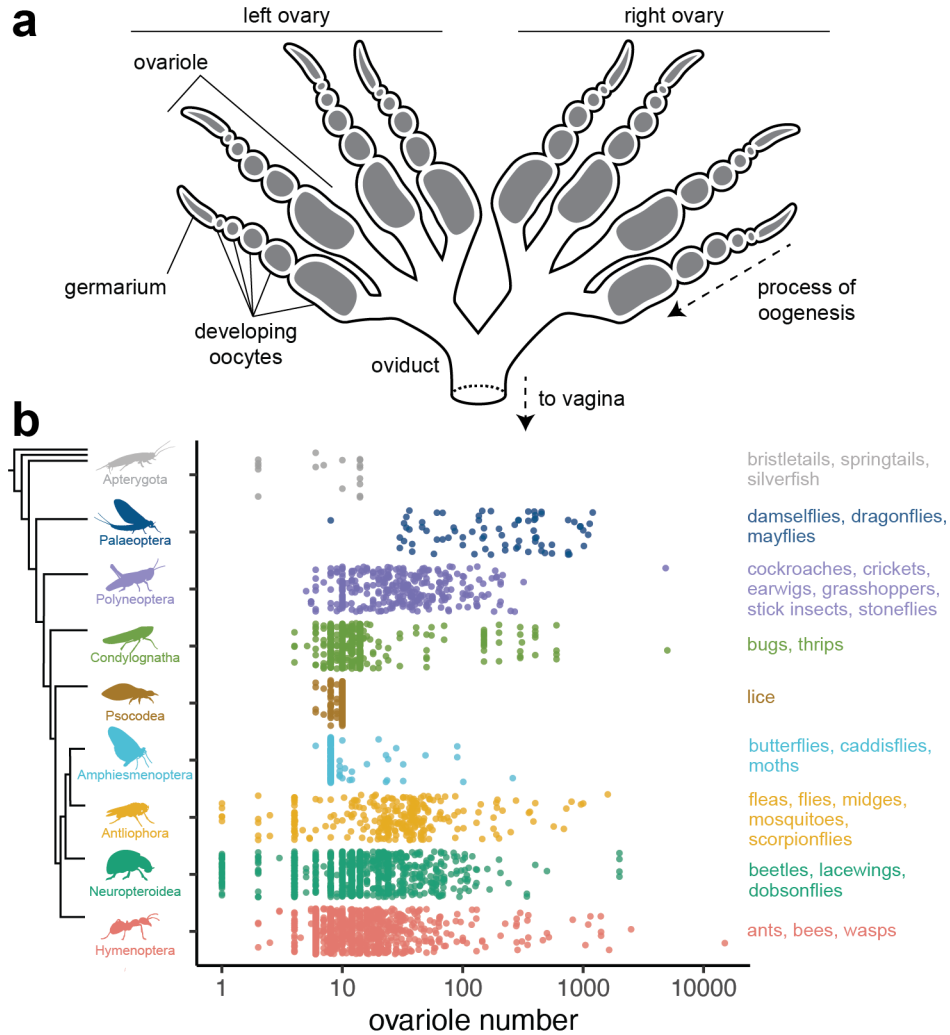 a
left ovary
right ovary
ovariole
germarium
developing
oocytes
oviduct
process of
oogenesis
to vagina
b
Apterygota
bristletails, springtails,
silverfish
Palaeoptera
damselflies, dragonflies,
mayflies
Polyneoptera
cockroaches, crickets,
earwigs, grasshoppers,
stick insects, stoneflies
Condylognatha
bugs, thrips
Psocodea
lice
Amphiesmenoptera
butterflies, caddisflies,
moths
Antliophora
fleas, flies, midges,
mosquitoes,
scorpionflies
Neuropteroidea
beetles, lacewings,
dobsonflies
Hymenoptera
ants, bees, wasps
1 10 100 1000 10000
ovariole number